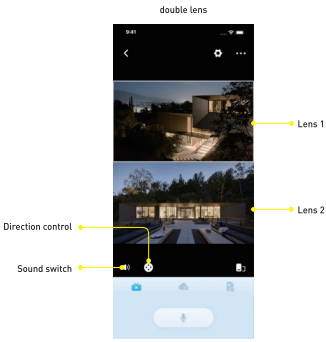 double lens
9:41
Lens 1
Lens 2
Direction control
Sound switch